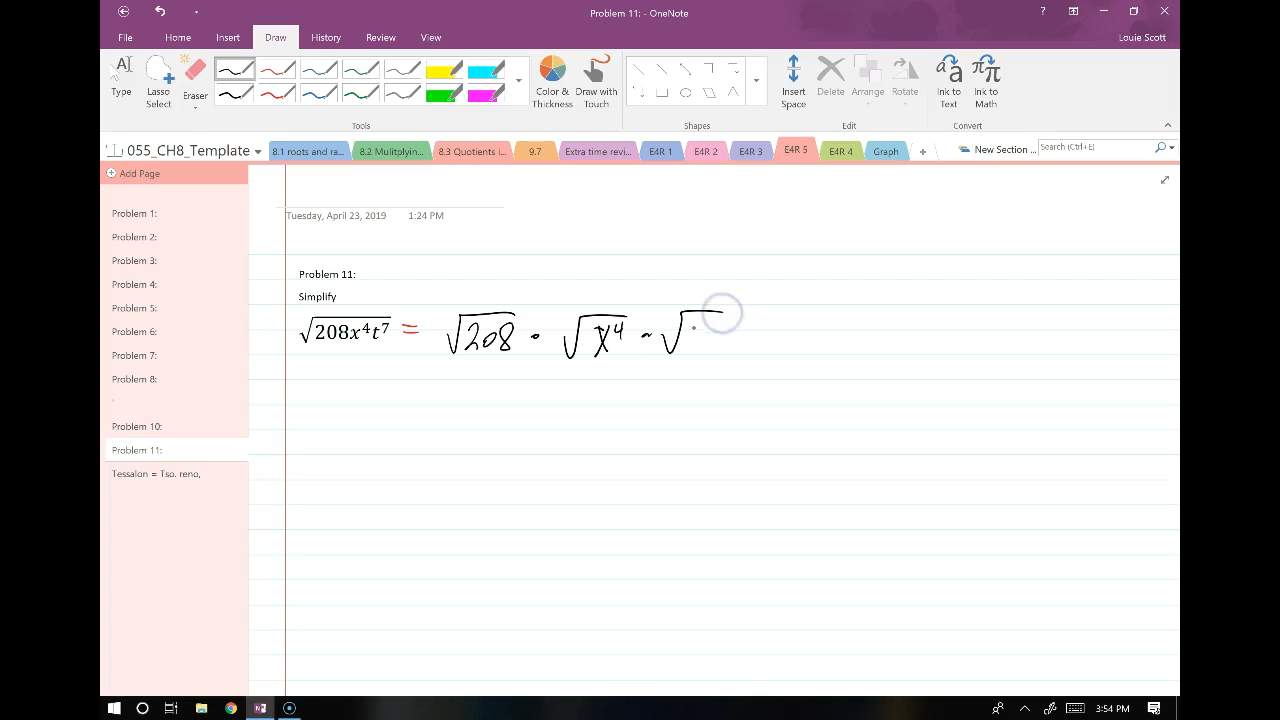 Problem 11: - OneNote
Louie Scott
File Home Insert Draw History Review View
Type Lasso Select Eraser Color & Thickness Draw with Touch Insert Space Delete Arrange Rotate Ink to Text Ink to Math
Tools Shapes Edit Convert
055_CH8_Template 8.1 roots and ra... 8.2 Mulitplyin... 8.3 Quotients i... 9.7 Extra time revi... E4R 1 E4R 2 E4R 3 E4R 5 E4R 4 Graph + New Section ... Search (Ctrl+E)
Add Page
Problem 1:
Problem 2:
Problem 3:
Problem 4:
Problem 5:
Problem 6:
Problem 7:
Problem 8:
Problem 10:
Problem 11:
Tessalon = Tso. reno,
Tuesday, April 23, 2019 1:24 PM
Problem 11:
Simplify
√208x⁴t⁷ = √208 · √x⁴ · √
3:54 PM